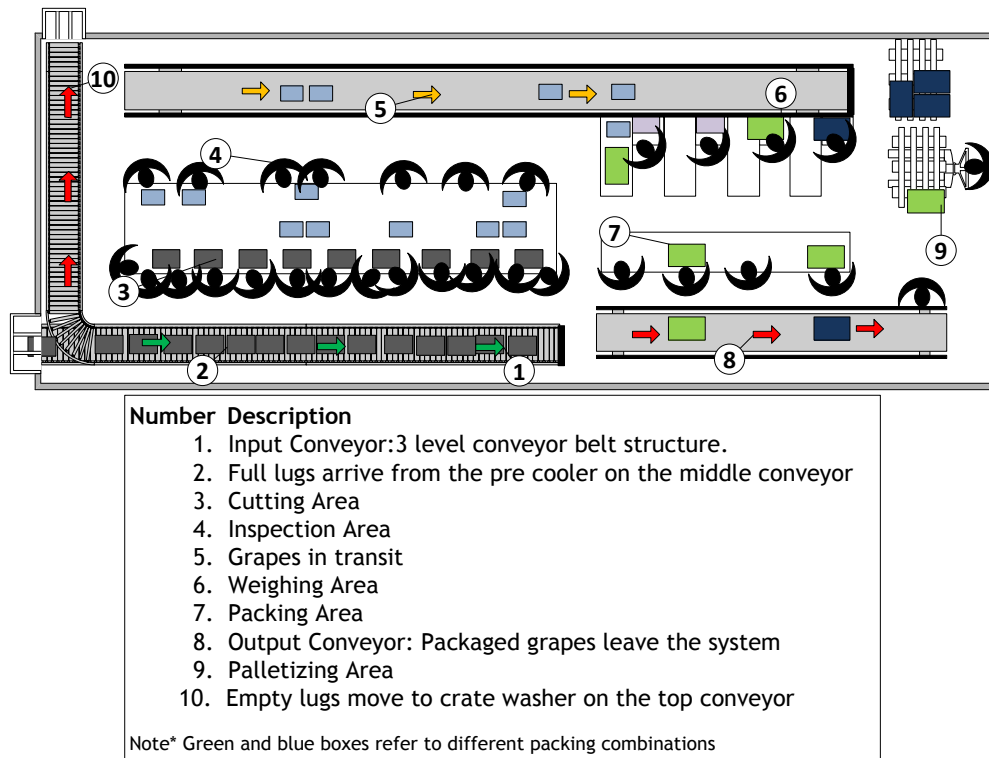 10
5
6
4
7
9
3
8
2
1
Number Description
1. Input Conveyor:3 level conveyor belt structure.
2. Full lugs arrive from the pre cooler on the middle conveyor
3. Cutting Area
4. Inspection Area
5. Grapes in transit
6. Weighing Area
7. Packing Area
8. Output Conveyor: Packaged grapes leave the system
9. Palletizing Area
10. Empty lugs move to crate washer on the top conveyor
Note* Green and blue boxes refer to different packing combinations